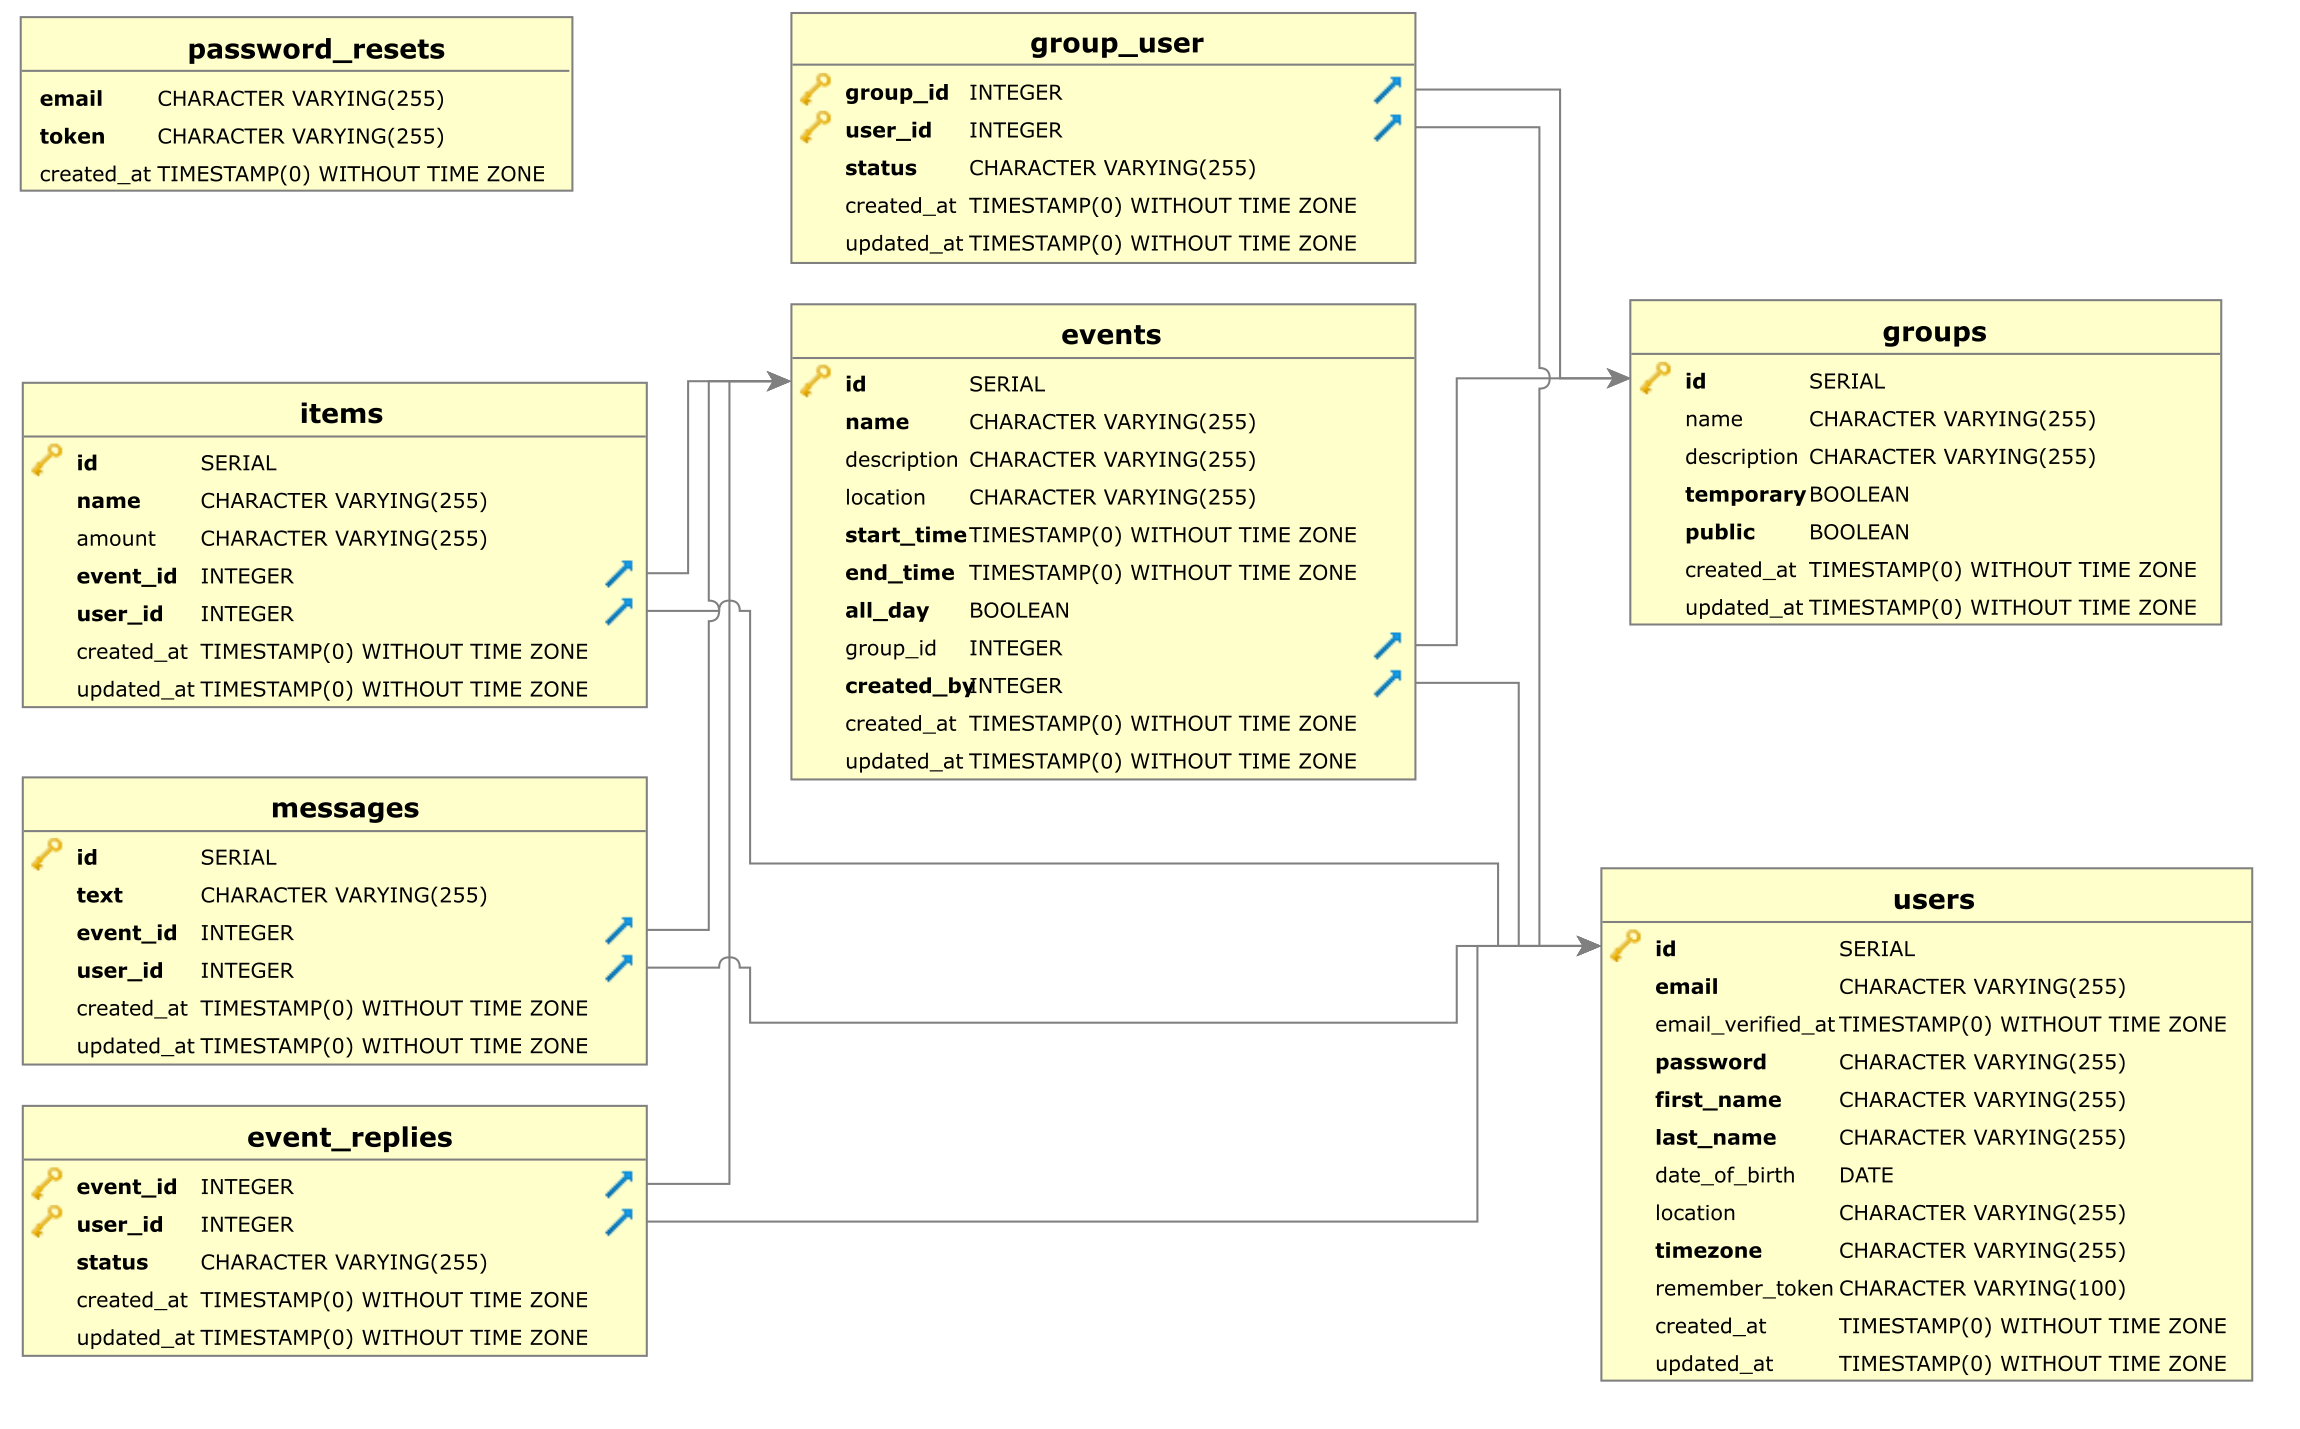 password_resets
email CHARACTER VARYING(255)
token CHARACTER VARYING(255)
created_at TIMESTAMP(0) WITHOUT TIME ZONE
group_user
group_id INTEGER
user_id INTEGER
status CHARACTER VARYING(255)
created_at TIMESTAMP(0) WITHOUT TIME ZONE
updated_at TIMESTAMP(0) WITHOUT TIME ZONE
events
id SERIAL
name CHARACTER VARYING(255)
description CHARACTER VARYING(255)
location CHARACTER VARYING(255)
start_time TIMESTAMP(0) WITHOUT TIME ZONE
end_time TIMESTAMP(0) WITHOUT TIME ZONE
all_day BOOLEAN
group_id INTEGER
created_by INTEGER
created_at TIMESTAMP(0) WITHOUT TIME ZONE
updated_at TIMESTAMP(0) WITHOUT TIME ZONE
groups
id SERIAL
name CHARACTER VARYING(255)
description CHARACTER VARYING(255)
temporary BOOLEAN
public BOOLEAN
created_at TIMESTAMP(0) WITHOUT TIME ZONE
updated_at TIMESTAMP(0) WITHOUT TIME ZONE
items
id SERIAL
name CHARACTER VARYING(255)
amount CHARACTER VARYING(255)
event_id INTEGER
user_id INTEGER
created_at TIMESTAMP(0) WITHOUT TIME ZONE
updated_at TIMESTAMP(0) WITHOUT TIME ZONE
messages
id SERIAL
text CHARACTER VARYING(255)
event_id INTEGER
user_id INTEGER
created_at TIMESTAMP(0) WITHOUT TIME ZONE
updated_at TIMESTAMP(0) WITHOUT TIME ZONE
event_replies
event_id INTEGER
user_id INTEGER
status CHARACTER VARYING(255)
created_at TIMESTAMP(0) WITHOUT TIME ZONE
updated_at TIMESTAMP(0) WITHOUT TIME ZONE
users
id SERIAL
email CHARACTER VARYING(255)
email_verified_at TIMESTAMP(0) WITHOUT TIME ZONE
password CHARACTER VARYING(255)
first_name CHARACTER VARYING(255)
last_name CHARACTER VARYING(255)
date_of_birth DATE
location CHARACTER VARYING(255)
timezone CHARACTER VARYING(255)
remember_token CHARACTER VARYING(100)
created_at TIMESTAMP(0) WITHOUT TIME ZONE
updated_at TIMESTAMP(0) WITHOUT TIME ZONE